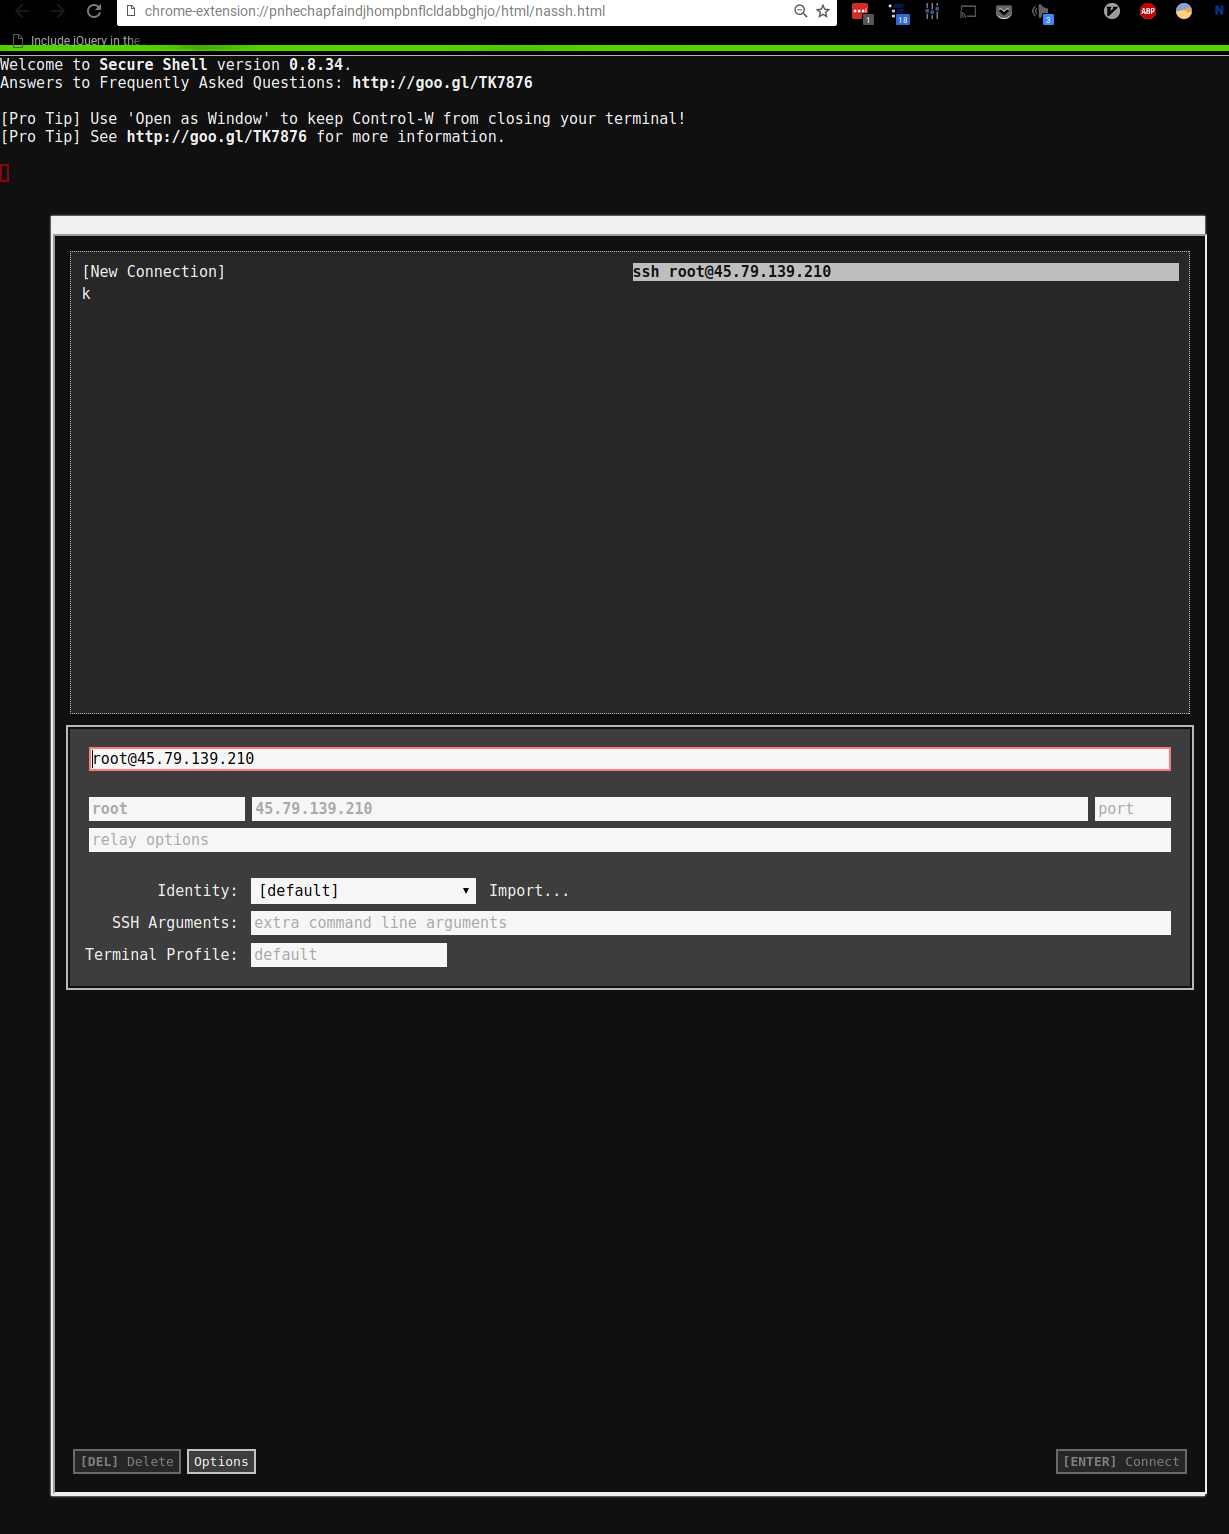 chrome-extension://pnhechapfaindjhompbnflcldabbghjo/html/nassh.html
1
18
3
ABP
N
Include jQuery in the
Welcome to Secure Shell version 0.8.34.
Answers to Frequently Asked Questions: http://goo.gl/TK7876
[Pro Tip] Use 'Open as Window' to keep Control-W from closing your terminal!
[Pro Tip] See http://goo.gl/TK7876 for more information.
[New Connection] ssh root@45.79.139.210
k
root@45.79.139.210
root 45.79.139.210 port
relay options
Identity: [default] Import...
SSH Arguments: extra command line arguments
Terminal Profile: default
[DEL] Delete Options [ENTER] Connect